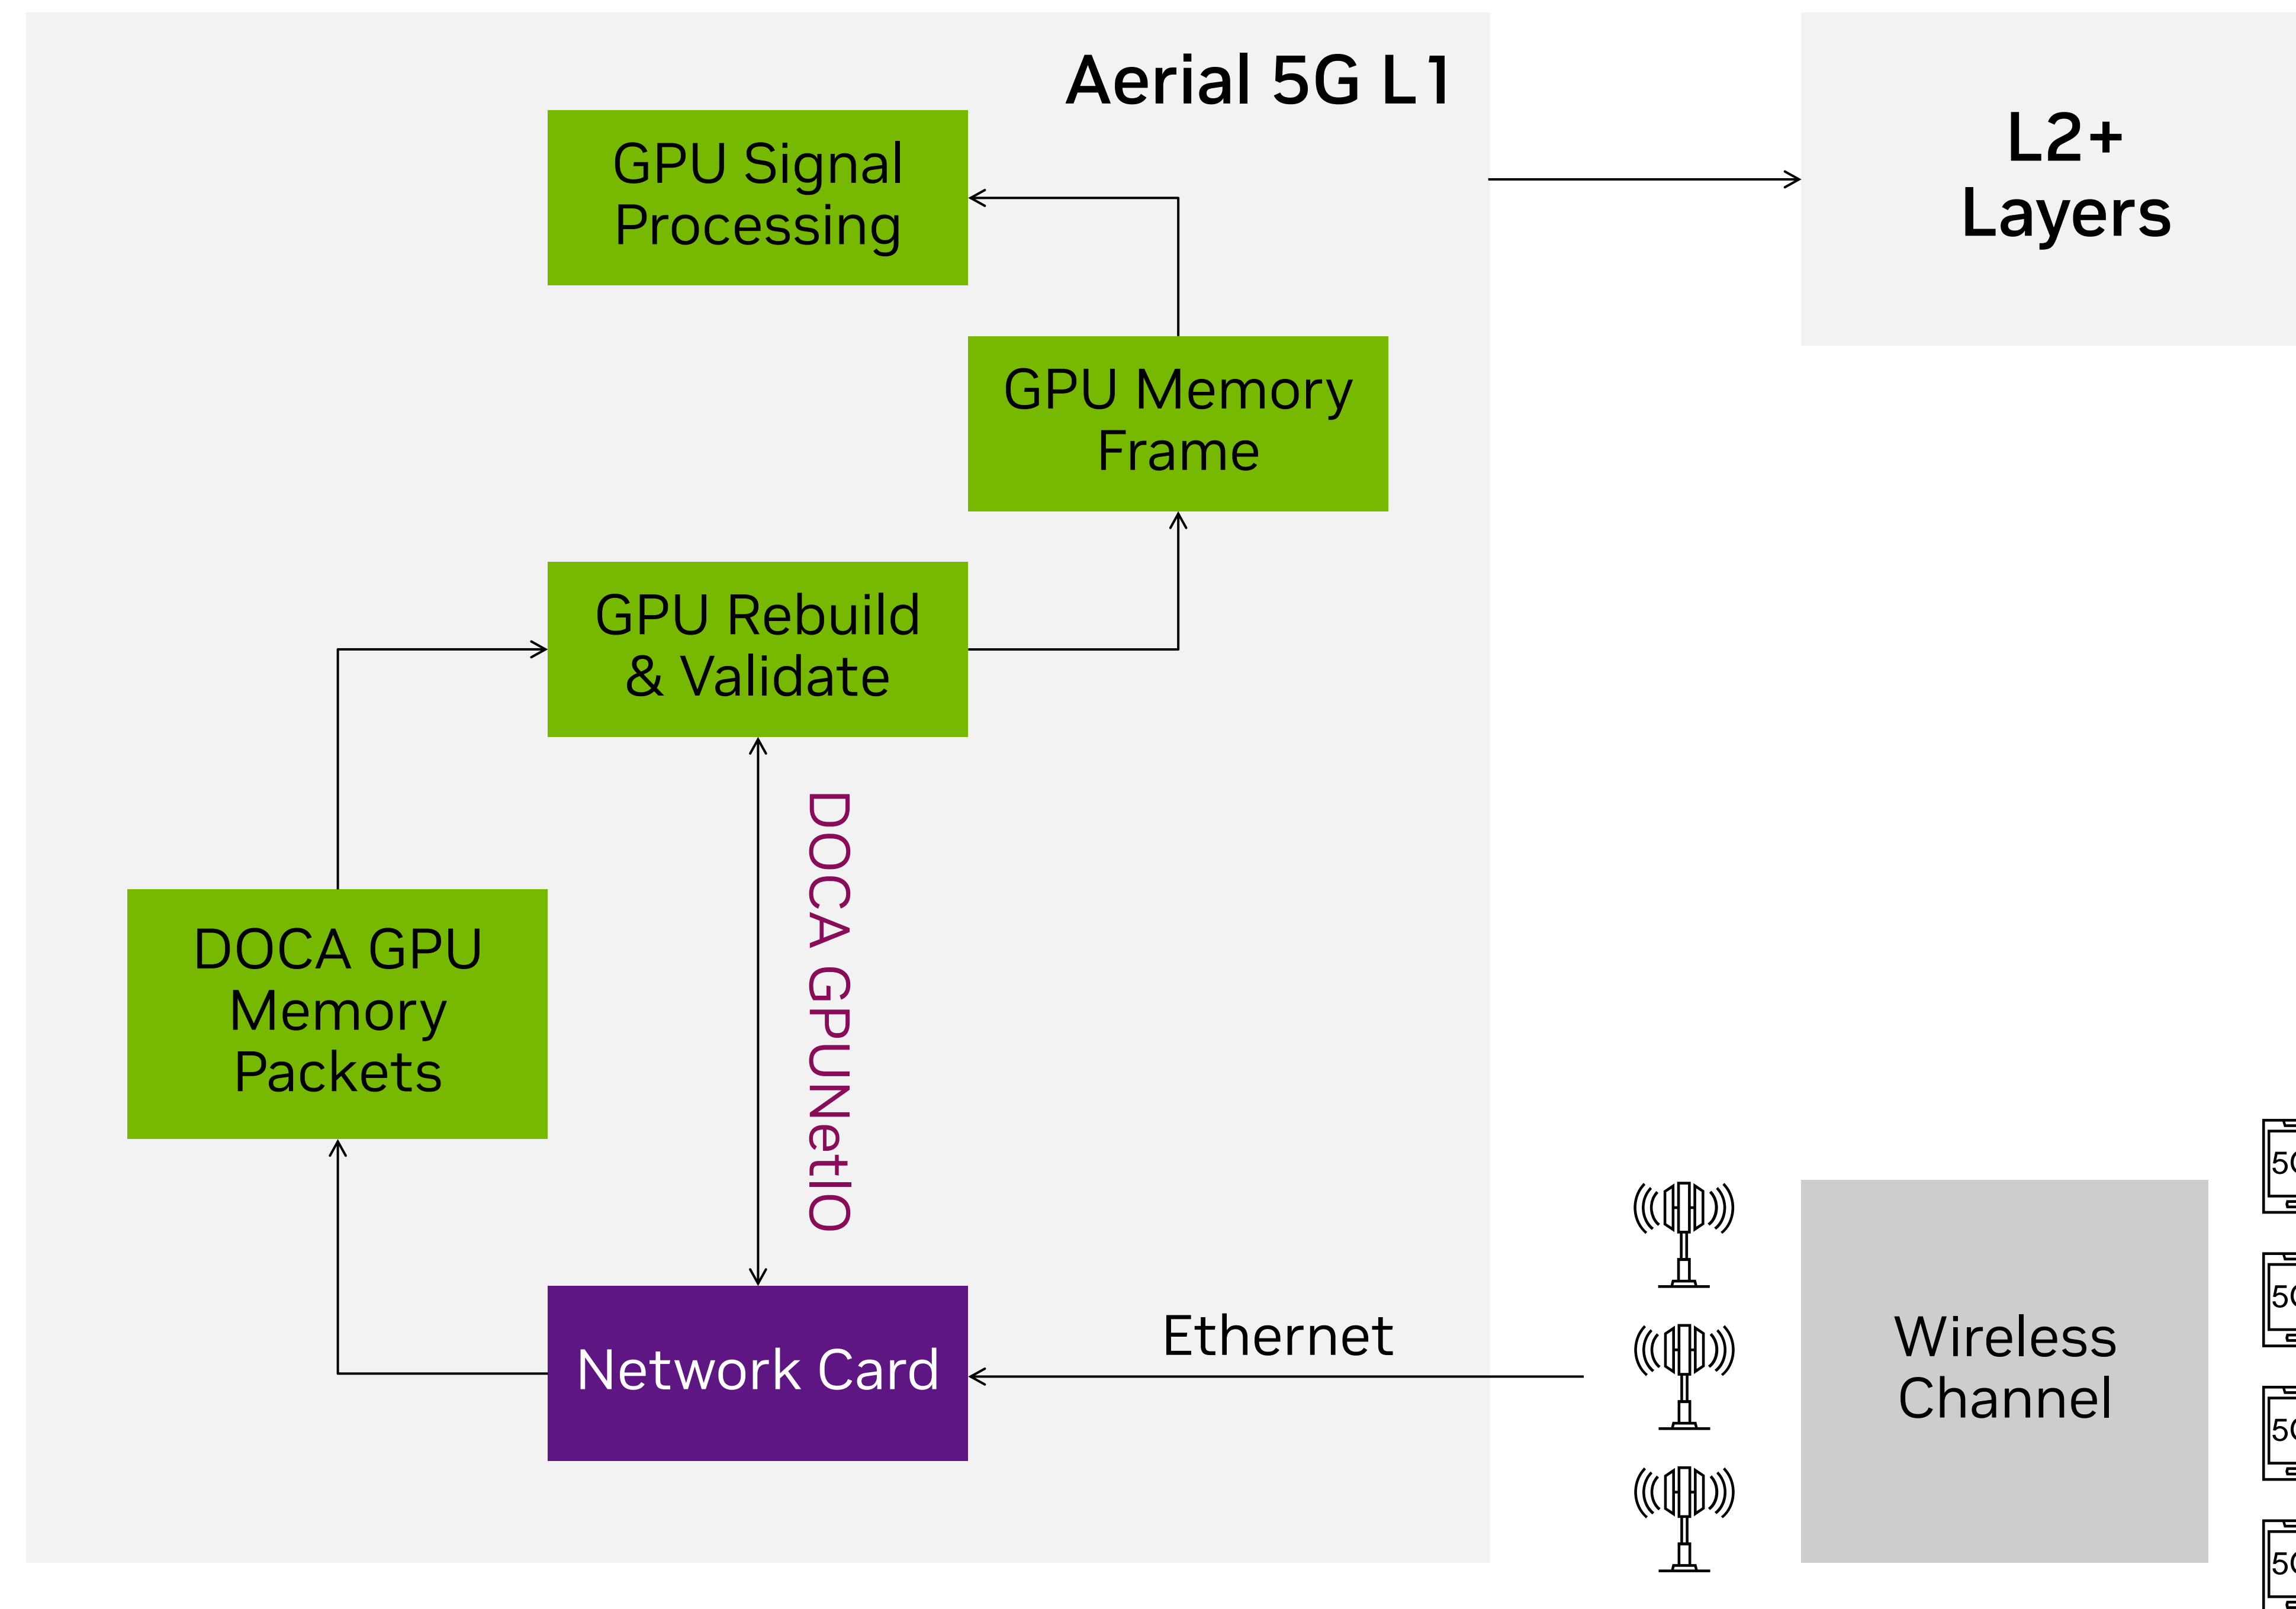 Aerial 5G L1
L2+
Layers
GPU Signal
Processing
GPU Memory
Frame
GPU Rebuild
& Validate
DOCA GPUNetIO
DOCA GPU
Memory
Packets
Network Card
Ethernet
Wireless
Channel